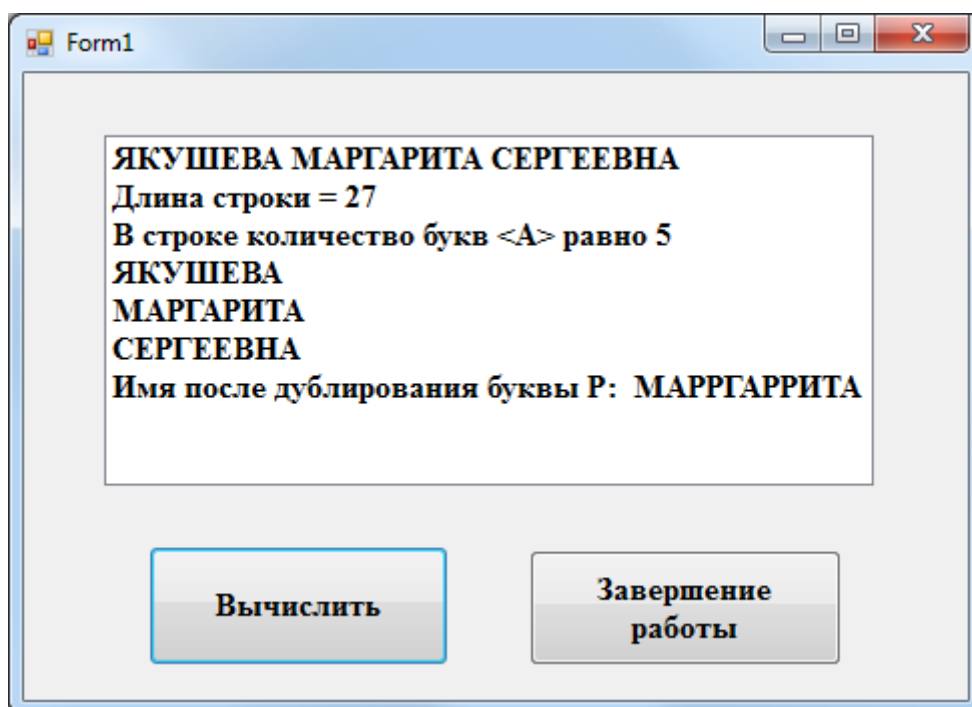 Form1
ЯКУШЕВА МАРГАРИТА СЕРГЕЕВНА
Длина строки = 27
В строке количество букв <А> равно 5
ЯКУШЕВА
МАРГАРИТА
СЕРГЕЕВНА
Имя после дублирования буквы Р:  МАРРГАРРИТА
Вычислить
Завершение
работы